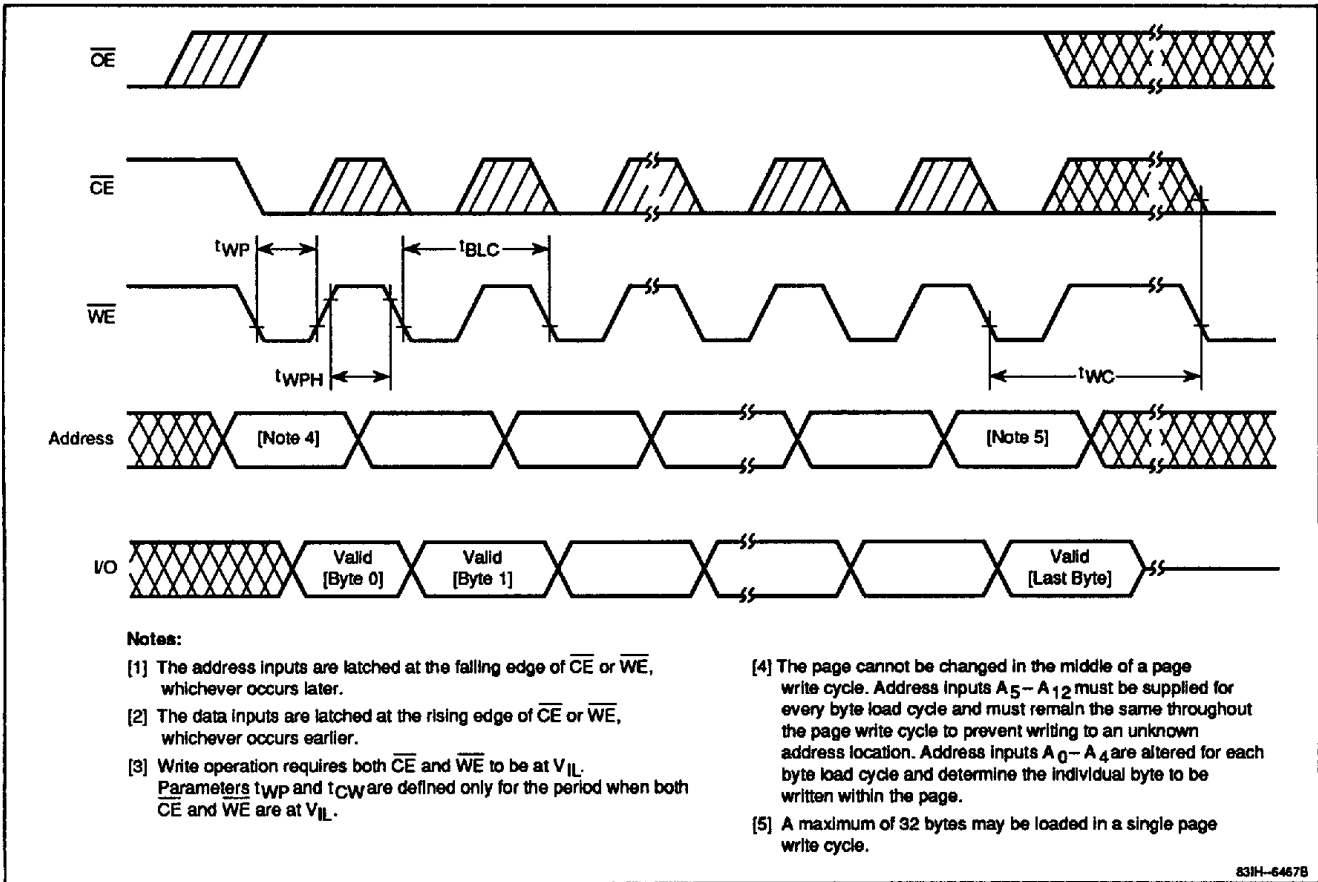 OE
CE
tWP
tBLC
WE
tWPH
tWC
Address
[Note 4]
[Note 5]
I/O
Valid
[Byte 0]
Valid
[Byte 1]
Valid
[Last Byte]
Notes:
[1] The address inputs are latched at the falling edge of CE or WE,
whichever occurs later.
[2] The data inputs are latched at the rising edge of CE or WE,
whichever occurs earlier.
[3] Write operation requires both CE and WE to be at VIL.
Parameters tWP and tCW are defined only for the period when both
CE and WE are at VIL.
[4] The page cannot be changed in the middle of a page
write cycle. Address inputs A5–A12 must be supplied for
every byte load cycle and must remain the same throughout
the page write cycle to prevent writing to an unknown
address location. Address inputs A0–A4 are altered for each
byte load cycle and determine the individual byte to be
written within the page.
[5] A maximum of 32 bytes may be loaded in a single page
write cycle.
83IH-6467B